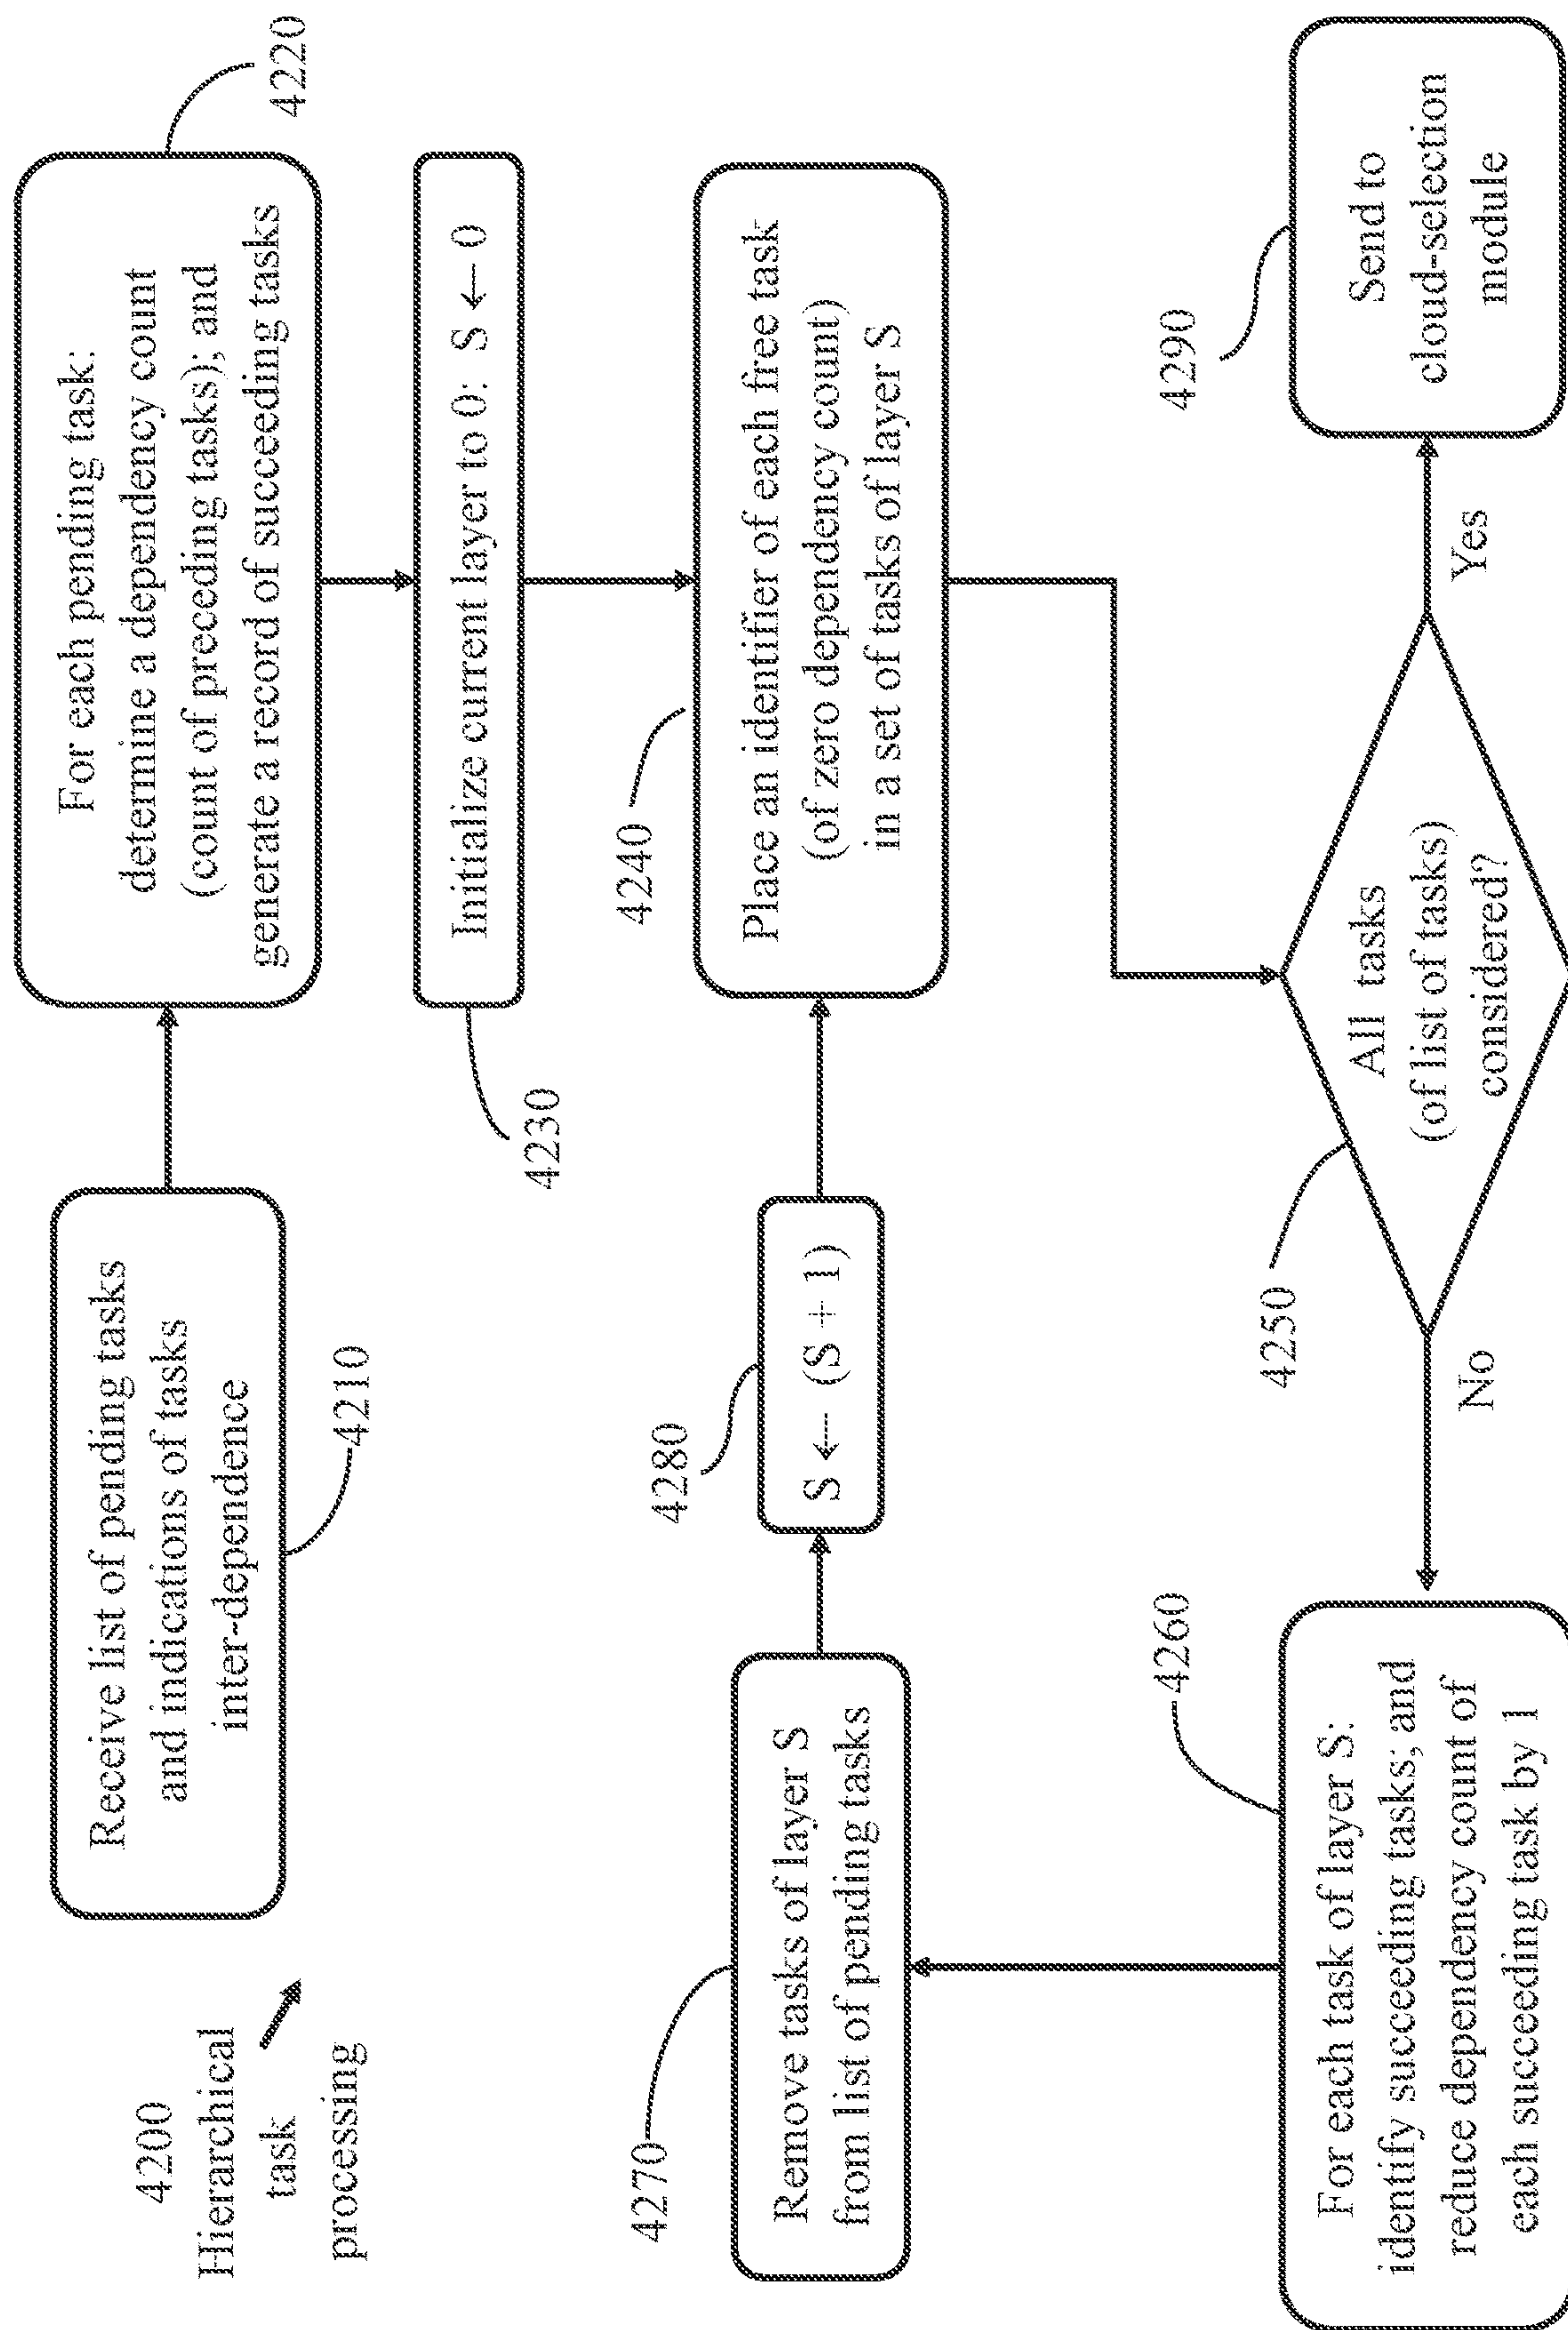 4200
Hierarchical
task
processing
Receive list of pending tasks
and indications of tasks
inter-dependence
4210
For each pending task:
determine a dependency count
(count of preceding tasks); and
generate a record of succeeding tasks
4220
Initialize current layer to 0: S ← 0
4230
4240
Place an identifier of each free task
(of zero dependency count)
in a set of tasks of layer S
4280
S ← (S + 1)
4270
Remove tasks of layer S
from list of pending tasks
4250
All tasks
(of list of tasks)
considered?
No
Yes
4260
For each task of layer S:
identify succeeding tasks; and
reduce dependency count of
each succeeding task by 1
4290
Send to
cloud-selection
module